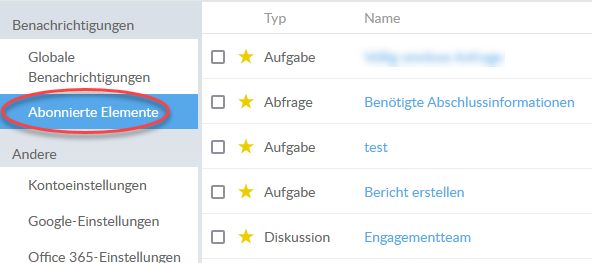 Benachrichtigungen
Globale
Benachrichtigungen
Abonnierte Elemente
Andere
Kontoeinstellungen
Google-Einstellungen
Office 365-Einstellungen
Typ Name
Aufgabe
Abfrage Benötigte Abschlussinformationen
Aufgabe test
Aufgabe Bericht erstellen
Diskussion Engagementteam